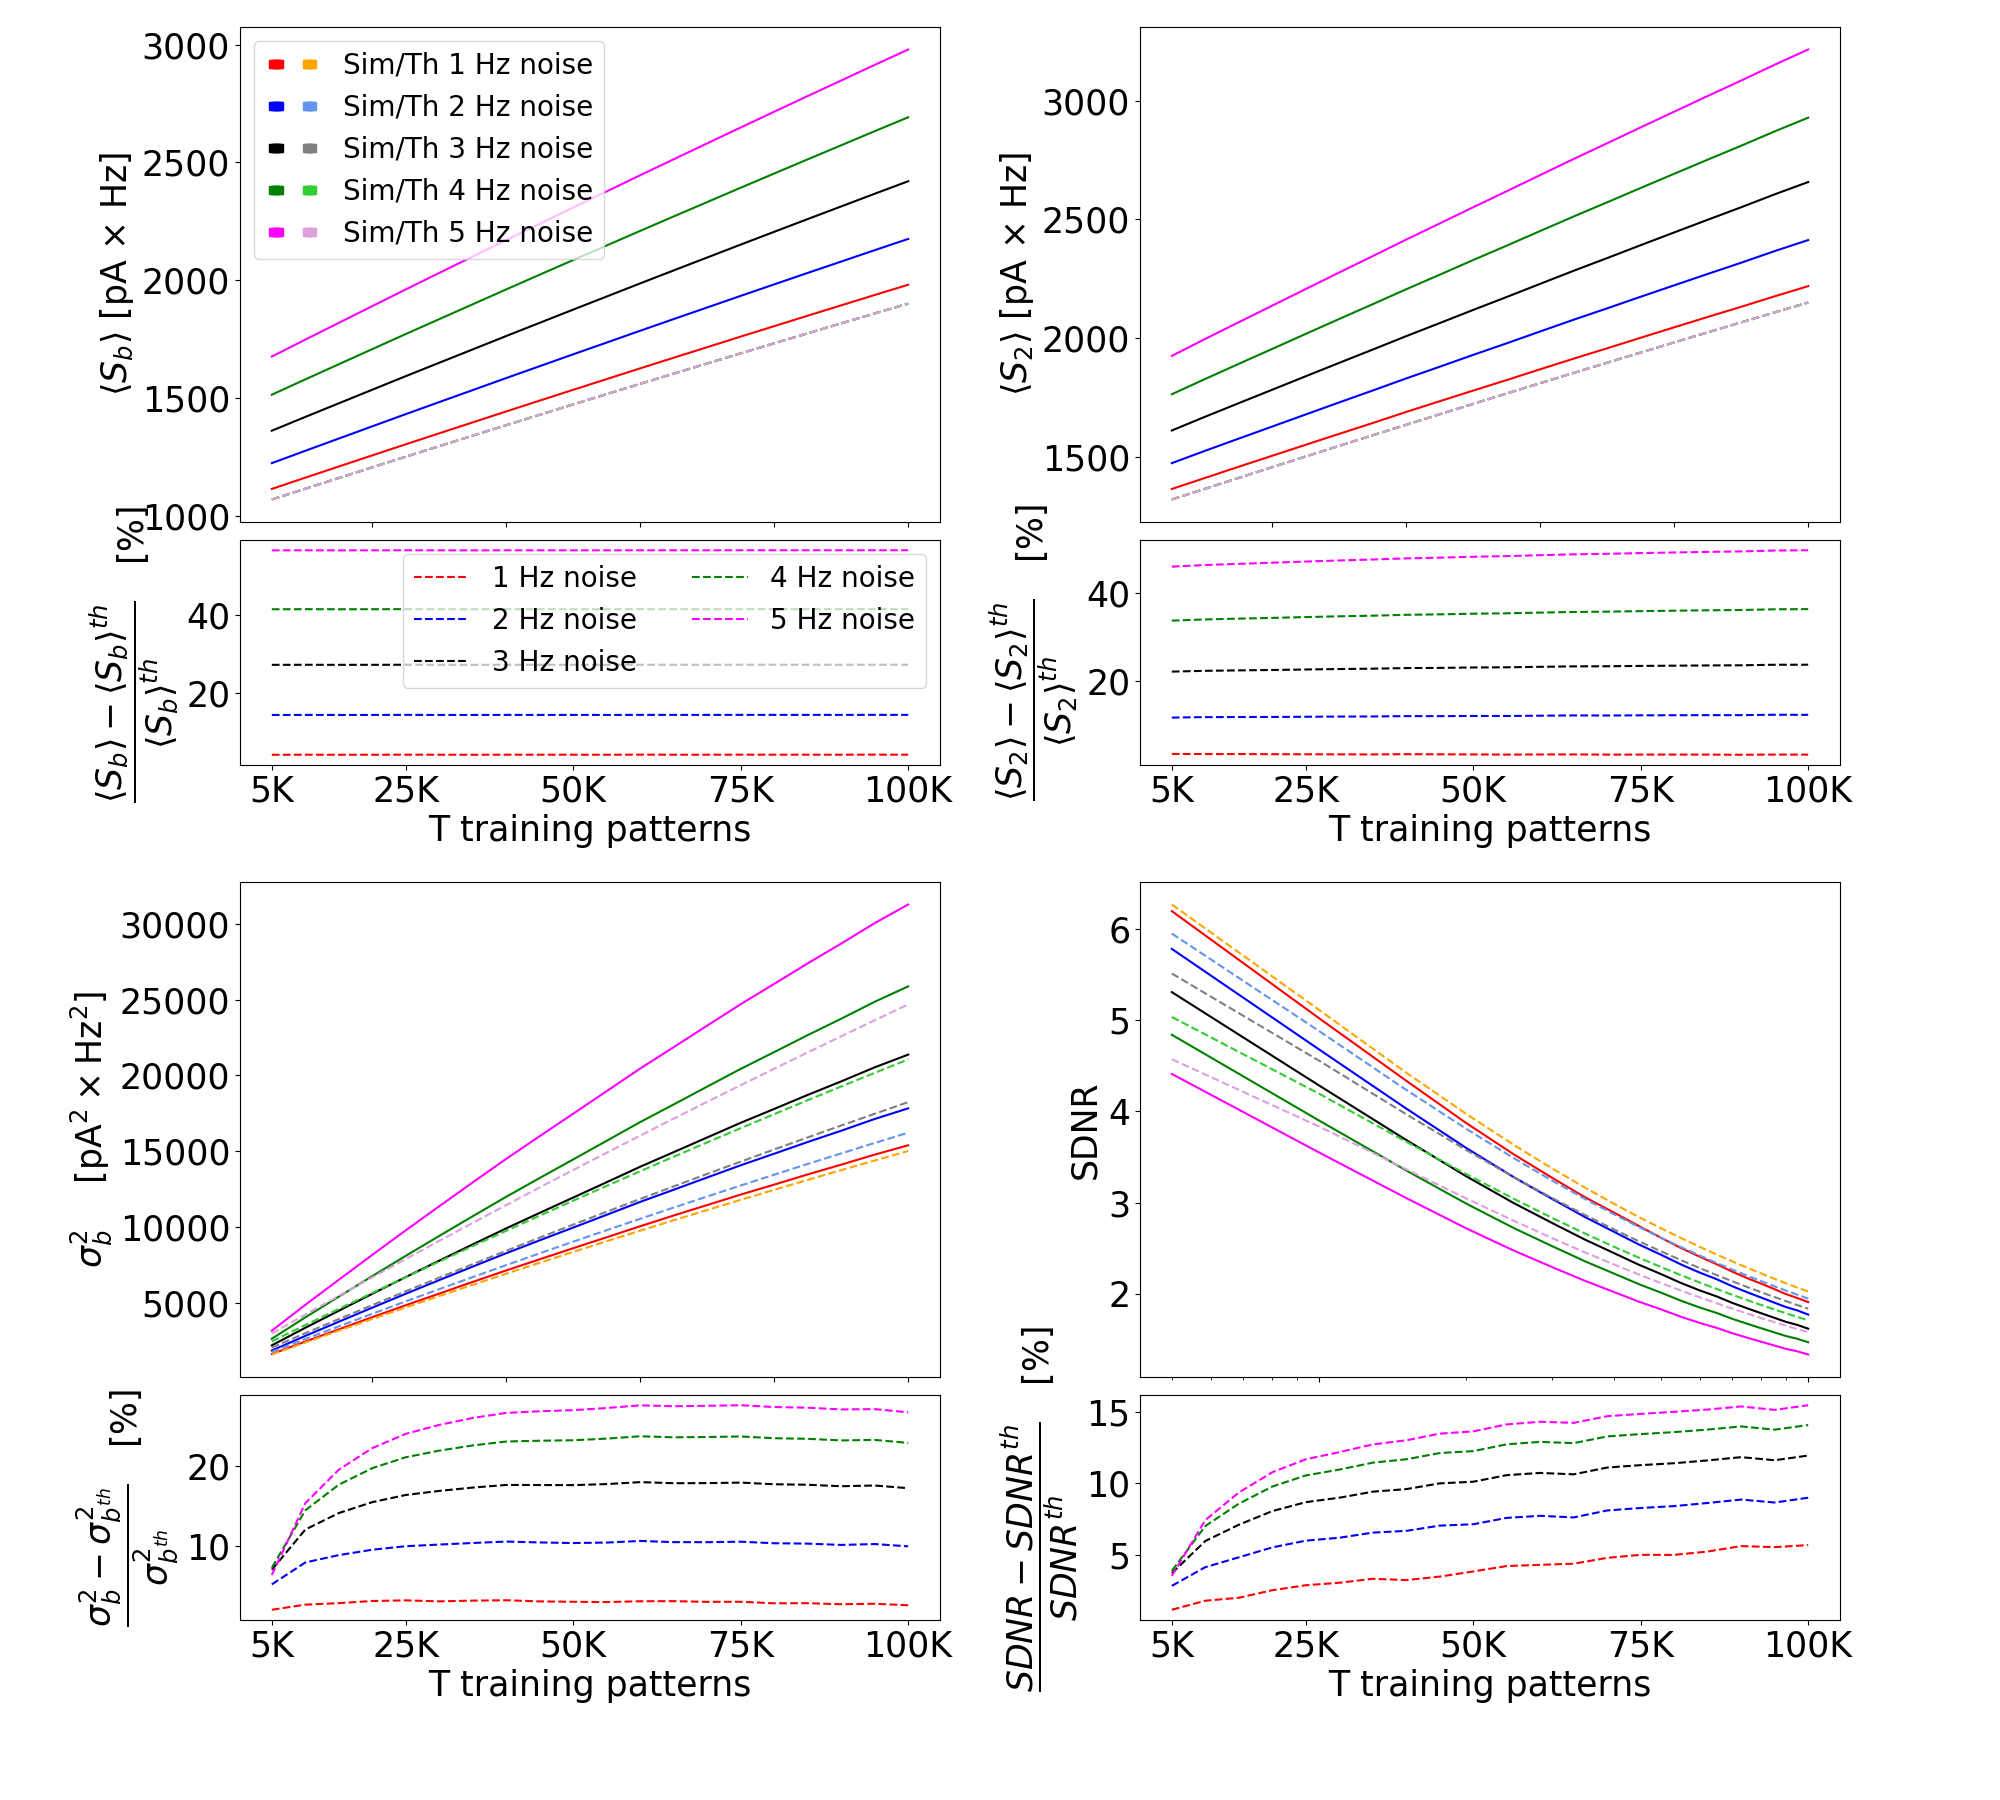 ⟨S_b⟩ [pA × Hz]
3000
2500
2000
1500
1000
Sim/Th 1 Hz noise
Sim/Th 2 Hz noise
Sim/Th 3 Hz noise
Sim/Th 4 Hz noise
Sim/Th 5 Hz noise
⟨S_2⟩ [pA × Hz]
3000
2500
2000
1500
⟨S_b⟩ − ⟨S_b⟩^th
⟨S_b⟩^th
[%]
40
20
1 Hz noise
2 Hz noise
3 Hz noise
4 Hz noise
5 Hz noise
5K 25K 50K 75K 100K
T training patterns
⟨S_2⟩ − ⟨S_2⟩^th
⟨S_2⟩^th
[%]
40
20
5K 25K 50K 75K 100K
T training patterns
σ_b^2 [pA^2 × Hz^2]
30000
25000
20000
15000
10000
5000
SDNR
6
5
4
3
2
σ_b^2 − σ_b^2^th
σ_b^2^th
[%]
20
10
5K 25K 50K 75K 100K
T training patterns
SDNR − SDNR^th
SDNR^th
[%]
15
10
5
5K 25K 50K 75K 100K
T training patterns